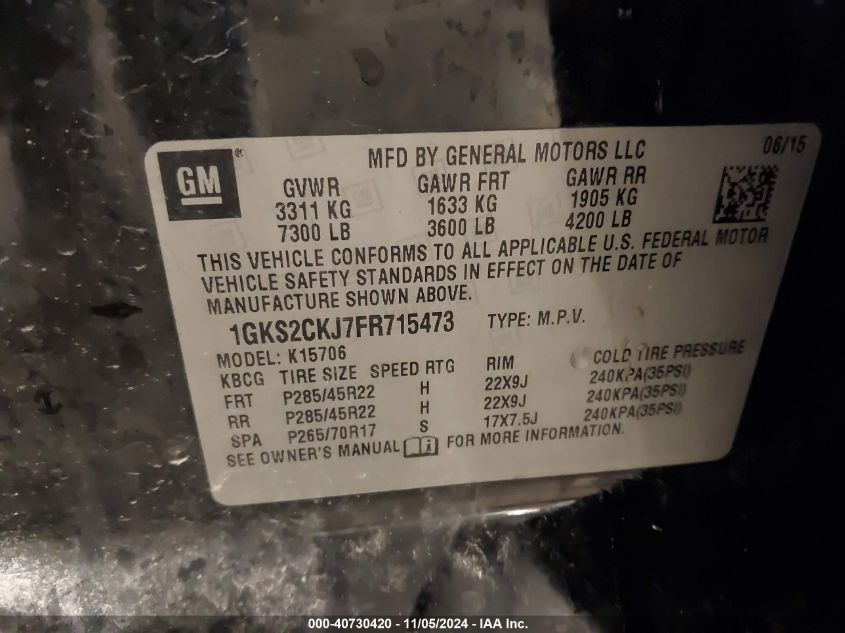 GM®
MFD BY GENERAL MOTORS LLC
06/15
GVWR GAWR FRT GAWR RR
3311 KG 1633 KG 1905 KG
7300 LB 3600 LB 4200 LB
THIS VEHICLE CONFORMS TO ALL APPLICABLE U.S. FEDERAL MOTOR
VEHICLE SAFETY STANDARDS IN EFFECT ON THE DATE OF
MANUFACTURE SHOWN ABOVE.
1GKS2CKJ7FR715473 TYPE: M.P.V.
MODEL: K15706
KBCG TIRE SIZE SPEED RTG RIM COLD TIRE PRESSURE
FRT P285/45R22 H 22X9J 240KPA(35PSI)
RR P285/45R22 H 22X9J 240KPA(35PSI)
SPA P265/70R17 S 17X7.5J 240KPA(35PSI)
SEE OWNER'S MANUAL FOR MORE INFORMATION.
000-40730420 - 11/05/2024 - IAA Inc.